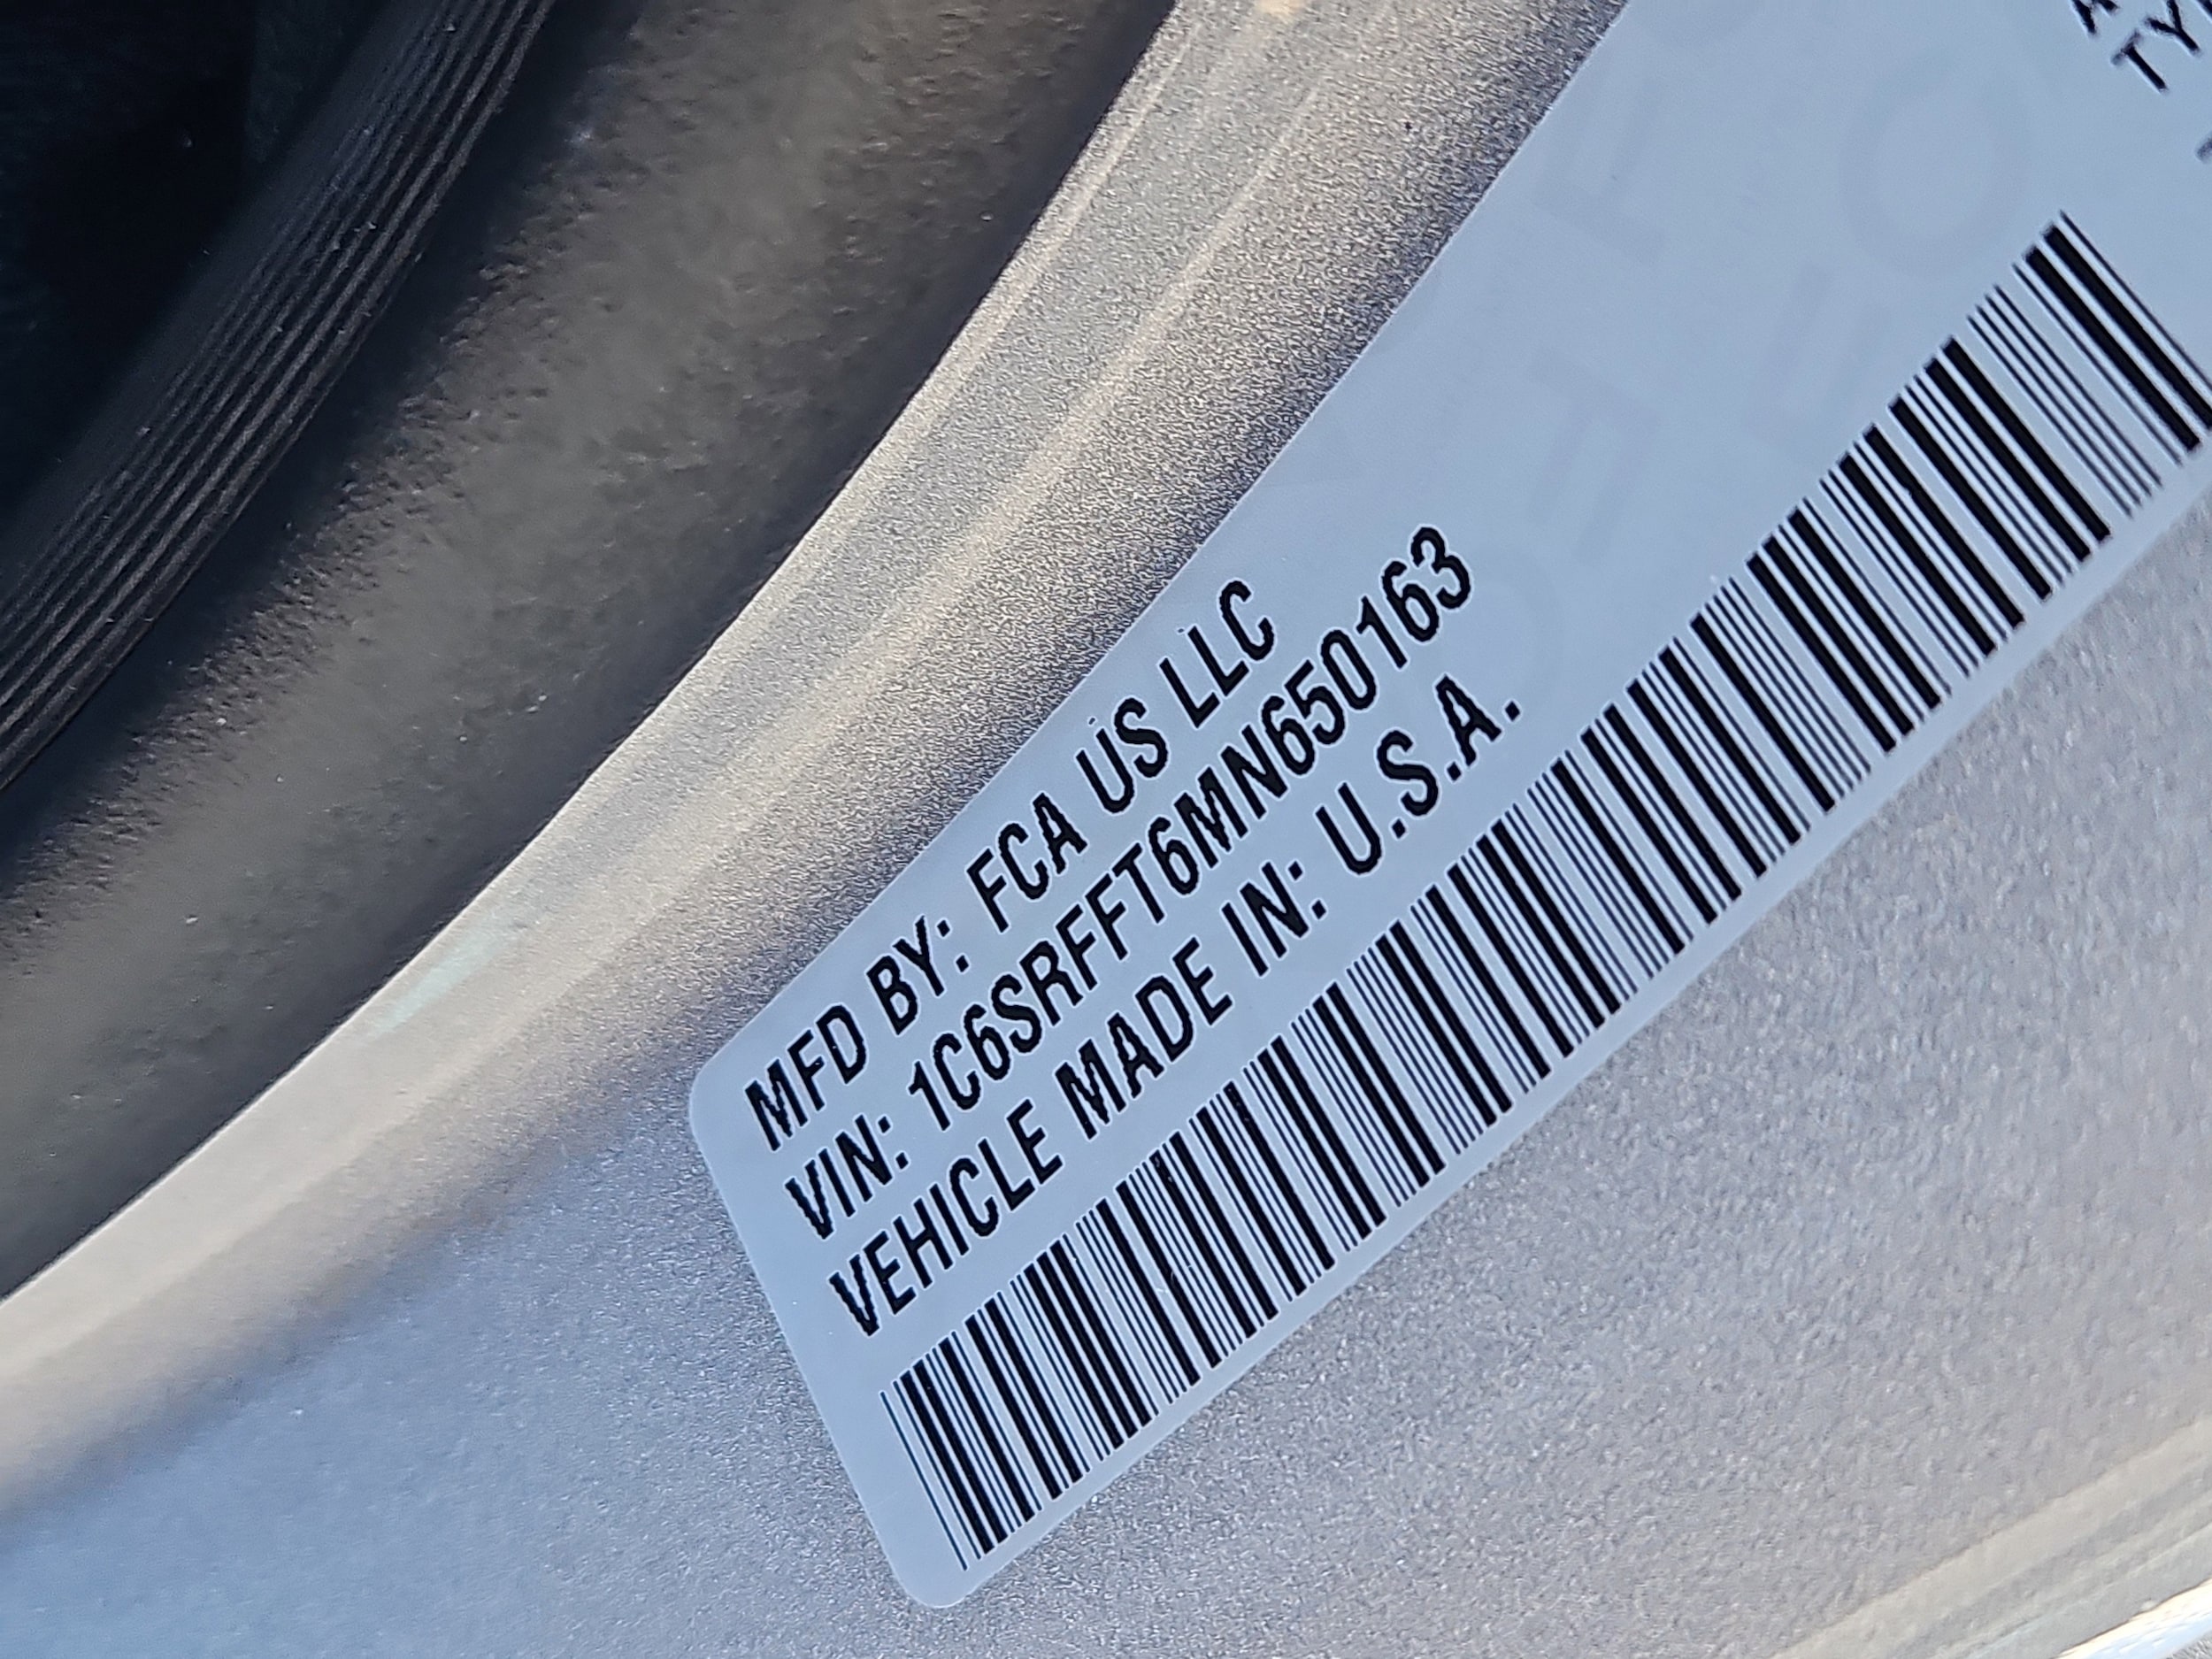 MFD BY: FCA US LLC
VIN: 1C6SRFFT6MN650163
VEHICLE MADE IN: U.S.A.